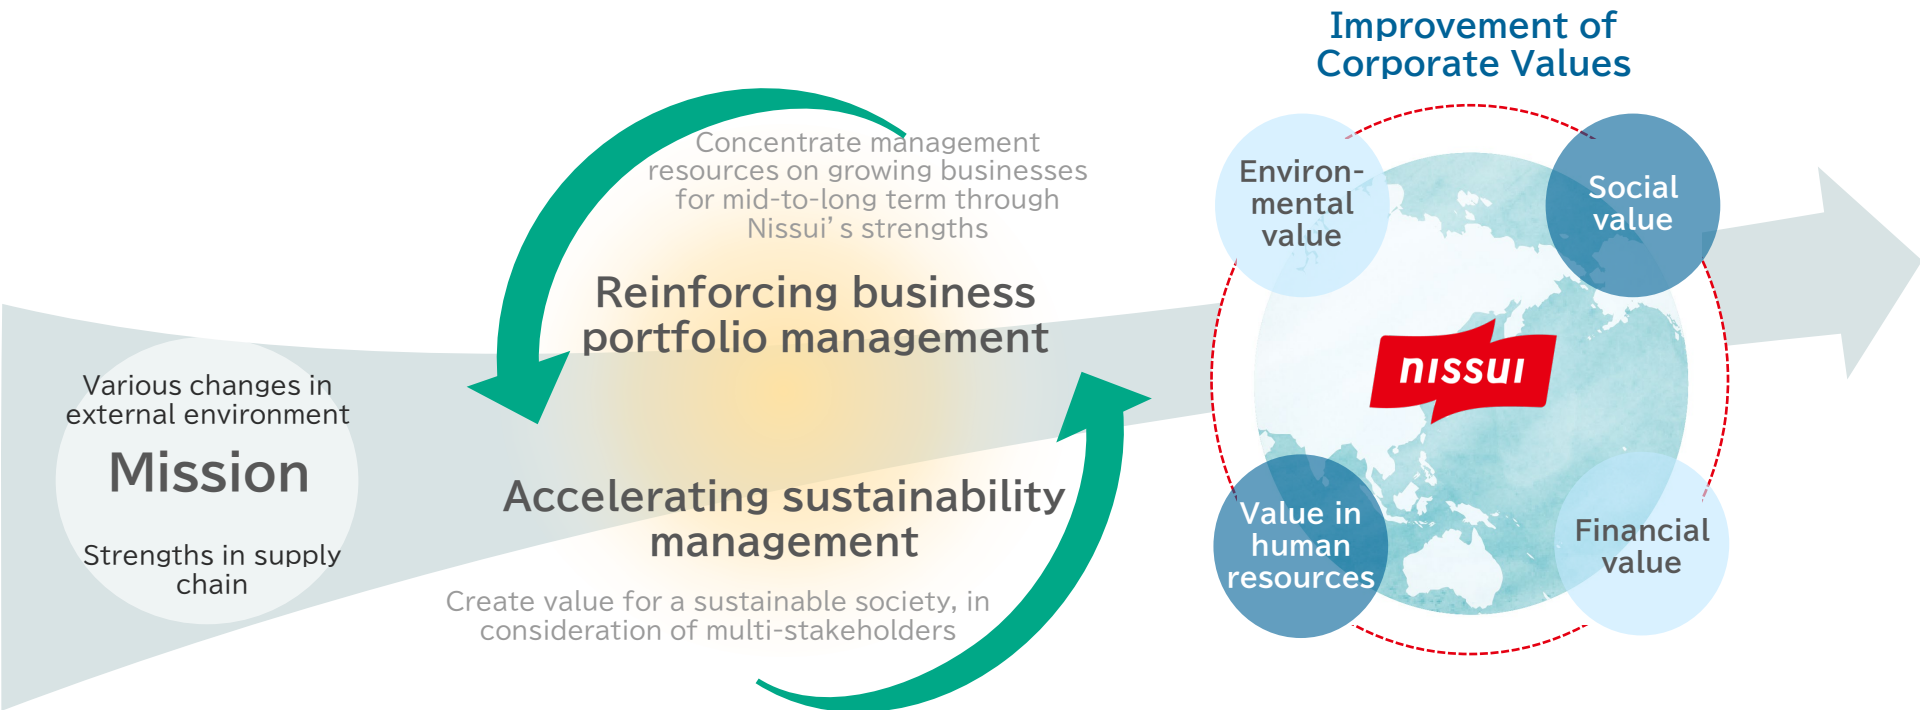 Various changes in
external environment
Mission
Strengths in supply
chain
Concentrate management
resources on growing businesses
for mid-to-long term through
Nissui’s strengths
Reinforcing business
portfolio management
Accelerating sustainability
management
Create value for a sustainable society, in
consideration of multi-stakeholders
Improvement of
Corporate Values
Environ-
mental
value
Social
value
nissui
Value in
human
resources
Financial
value